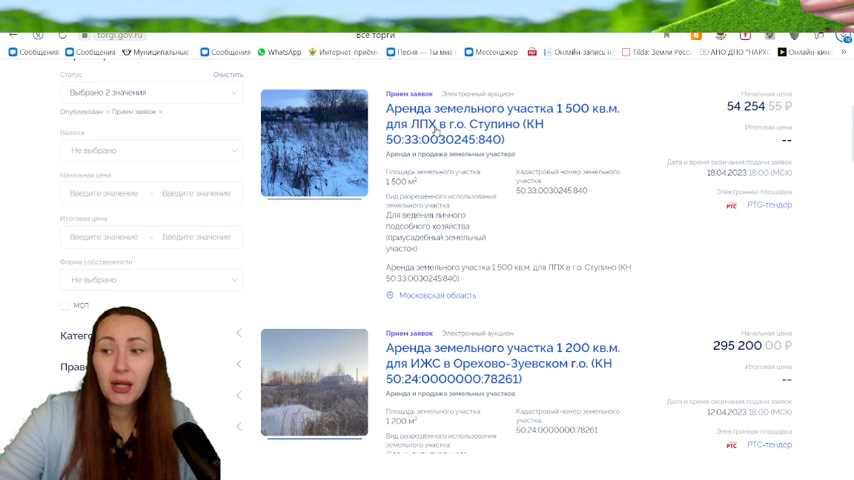 torgi.gov.ru
Все торги
Сообщения
Сообщения
Муниципальные
Сообщения
WhatsApp
Интернет-приём
Песня — Ты мне
Мессенджер
Онлайн-запись н
Tilda: Земли Росс
АНО ДПО "НАРХ
Онлайн-кин
Статус
Очистить
Выбрано 2 значения
Опубликован × Прием заявок ×
Валюта
Не выбрано
Начальная цена
Введите значение – Введите значение
Итоговая цена
Введите значение – Введите значение
Форма собственности
Не выбрано
МСП
Катег
Прав
Прием заявок Электронный аукцион
Аренда земельного участка 1 500 кв.м.
для ЛПХ в г.о. Ступино (КН
50:33:0030245:840)
Аренда и продажа земельных участков
Площадь земельного участка:
1 500 м²
Вид разрешённого использования
земельного участка:
Для ведения личного
подсобного хозяйства
(приусадебный земельный
участок)
Кадастровый номер земельного
участка:
50:33:0030245:840
Аренда земельного участка 1 500 кв.м. для ЛПХ в г.о. Ступино (КН
50:33:0030245:840)
Московская область
Начальная цена
54 254,55 ₽
Итоговая цена
--
Дата и время окончания подачи заявок
18.04.2023 18:00 (МСК)
Электронная площадка
РТС РТС-тендер
Прием заявок Электронный аукцион
Аренда земельного участка 1 200 кв.м.
для ИЖС в Орехово-Зуевском г.о. (КН
50:24:0000000:78261)
Аренда и продажа земельных участков
Площадь земельного участка:
1 200 м²
Вид разрешённого использования
земельного участка:
Кадастровый номер земельного
участка:
50:24:0000000:78261
Начальная цена
295 200,00 ₽
Итоговая цена
--
Дата и время окончания подачи заявок
12.04.2023 18:00 (МСК)
Электронная площадка
РТС РТС-тендер